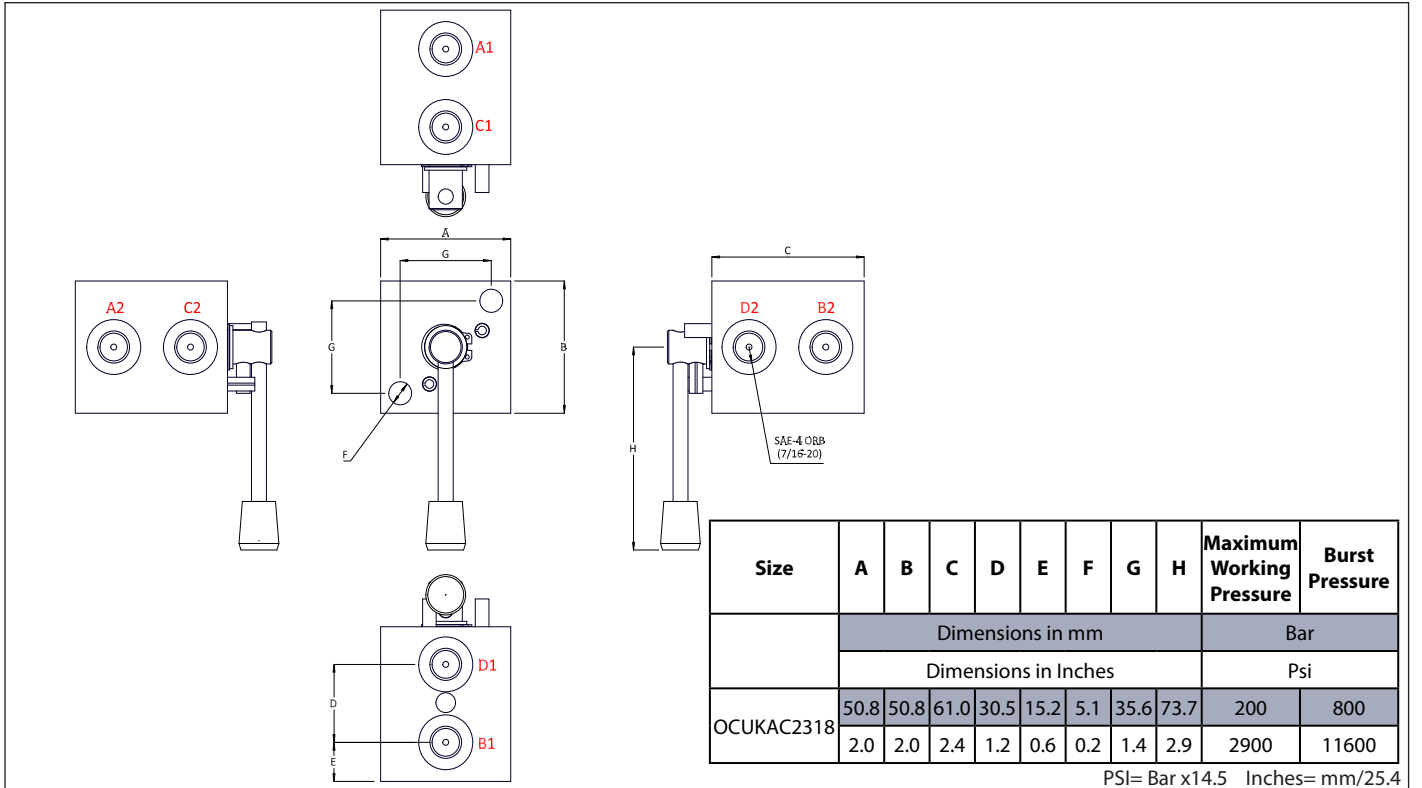 A1
C1
A
G
C
A2 C2
G
B
D2 B2
F
H
SAE-4 ORB
(7/16-20)
D1
D
B1
E
Size A B C D E F G H Maximum Working Pressure Burst Pressure
Dimensions in mm Bar
Dimensions in Inches Psi
OCUKAC2318 50.8 50.8 61.0 30.5 15.2 5.1 35.6 73.7 200 800
2.0 2.0 2.4 1.2 0.6 0.2 1.4 2.9 2900 11600
PSI= Bar x14.5 Inches= mm/25.4